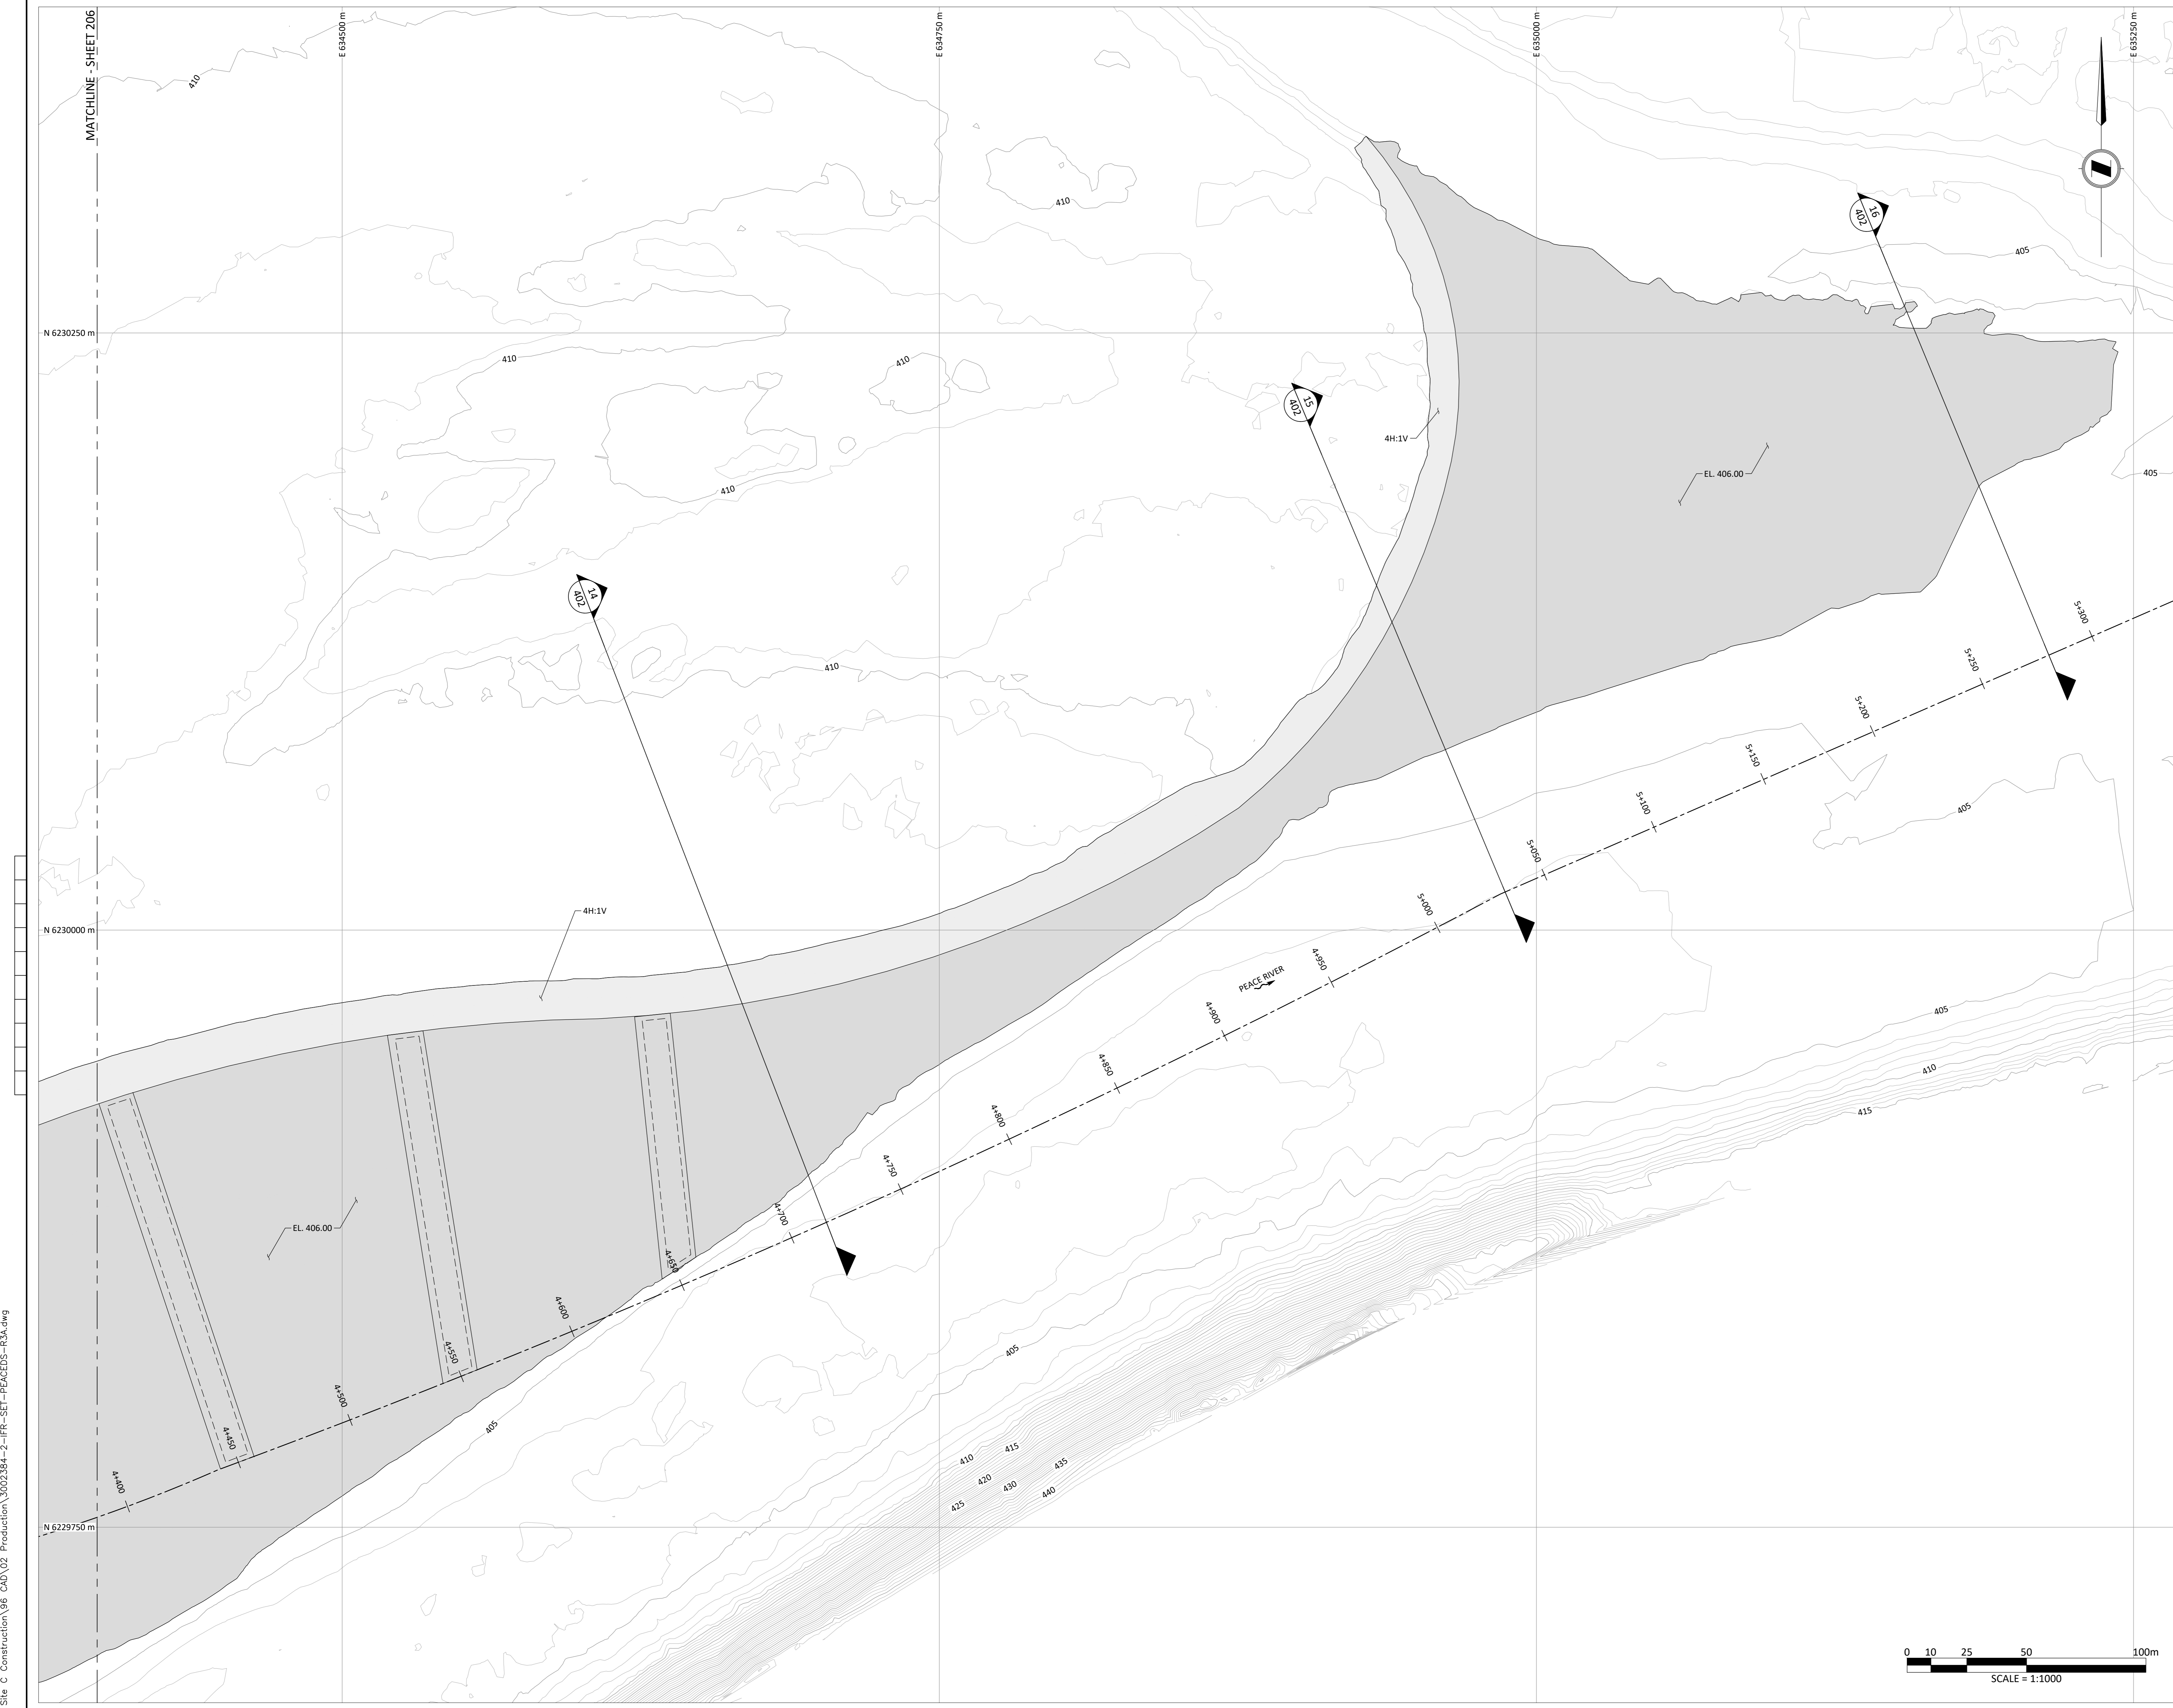 MATCHLINE - SHEET 206
E 634500 m
E 634750 m
E 635000 m
E 635250 m
410
410
16
402
405
N 6230250 m
410
410
15
402
4H:1V
405
EL. 406.00
410
14
402
5+300
410
5+250
5+200
5+150
5+100
405
5+050
4H:1V
5+000
N 6230000 m
4+950
PEACE RIVER
4+900
405
4+850
410
4+800
415
4+750
4+700
EL. 406.00
4+650
4+600
4+550
405
4+500
405
4+450
415
410
435
4+400
420
430
440
425
N 6229750 m
Site C Construction\96 CAD\02 Production\3002384-2-IFR-SET-PEACEDS-R3A.dwg
0 10 25 50 100m
SCALE = 1:1000